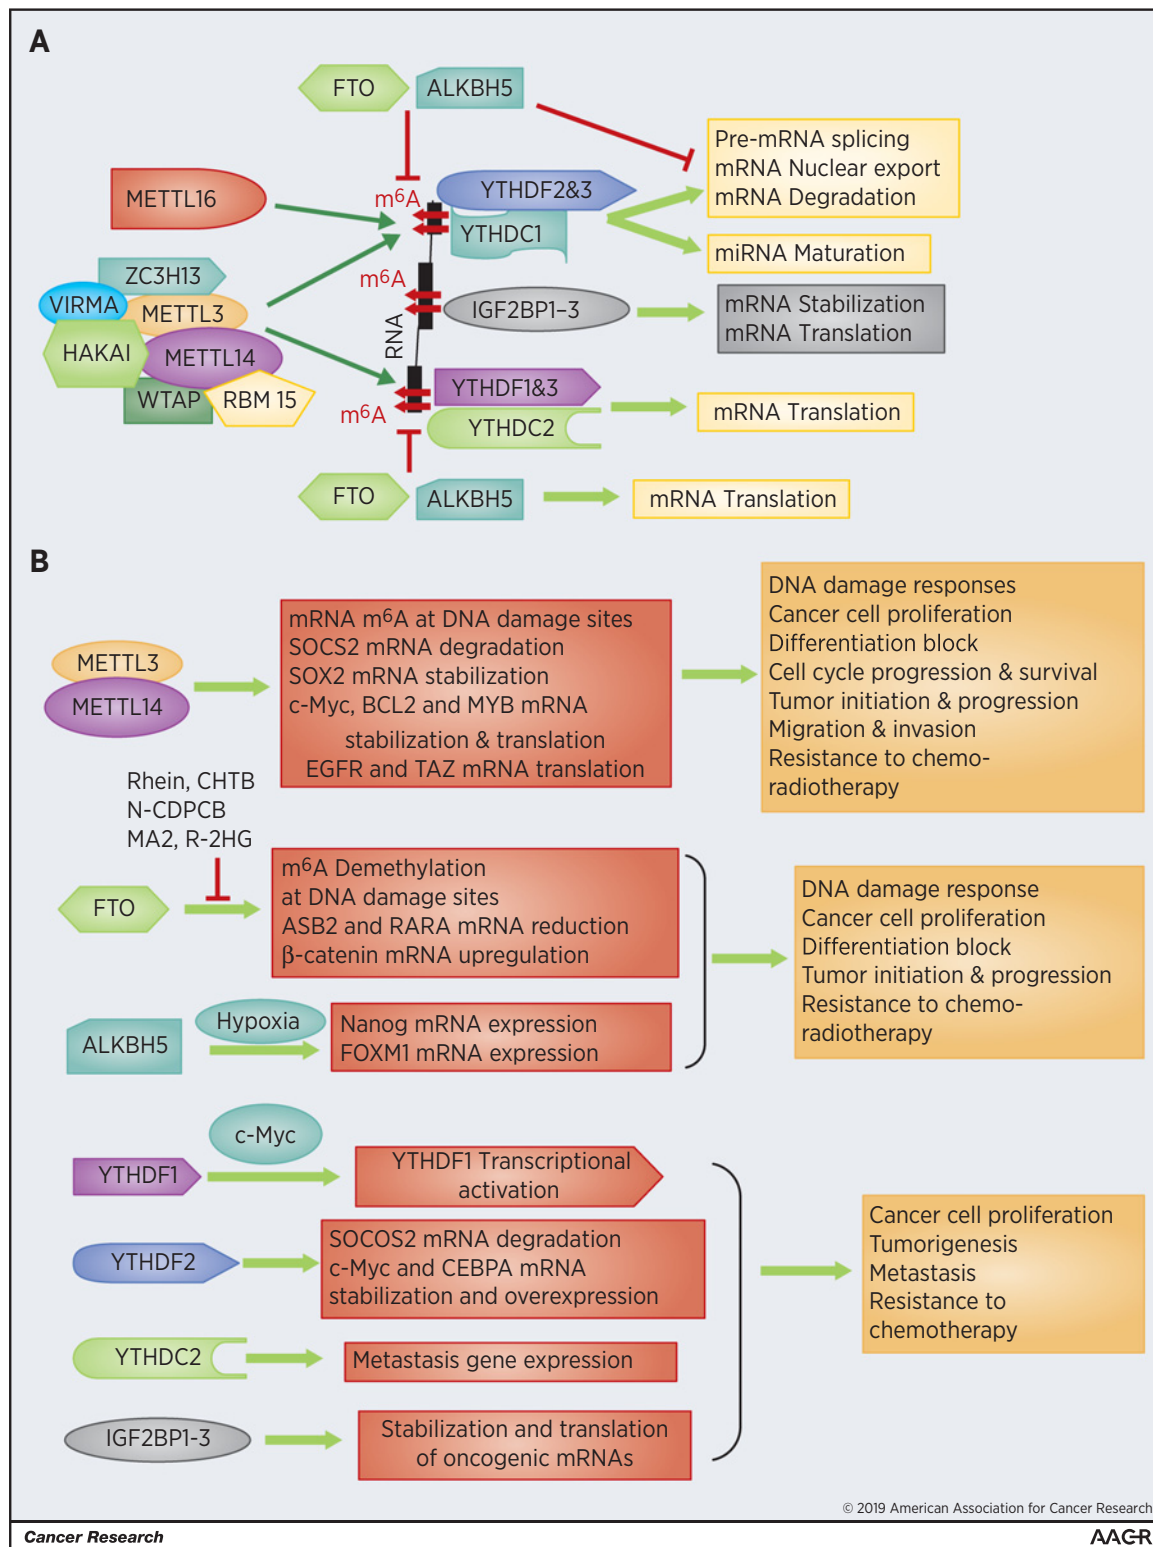 A
FTO
ALKBH5
Pre-mRNA splicing
mRNA Nuclear export
mRNA Degradation
METTL16
m6A
YTHDF2&3
YTHDC1
miRNA Maturation
ZC3H13
VIRMA
METTL3
HAKAI
METTL14
WTAP
RBM 15
m6A
IGF2BP1–3
mRNA Stabilization
mRNA Translation
RNA
YTHDF1&3
m6A
YTHDC2
mRNA Translation
FTO
ALKBH5
mRNA Translation
B
METTL3
METTL14
mRNA m6A at DNA damage sites
SOCS2 mRNA degradation
SOX2 mRNA stabilization
c-Myc, BCL2 and MYB mRNA
stabilization & translation
EGFR and TAZ mRNA translation
DNA damage responses
Cancer cell proliferation
Differentiation block
Cell cycle progression & survival
Tumor initiation & progression
Migration & invasion
Resistance to chemo-
radiotherapy
Rhein, CHTB
N-CDPCB
MA2, R-2HG
FTO
m6A Demethylation
at DNA damage sites
ASB2 and RARA mRNA reduction
β-catenin mRNA upregulation
ALKBH5
Hypoxia
Nanog mRNA expression
FOXM1 mRNA expression
DNA damage response
Cancer cell proliferation
Differentiation block
Tumor initiation & progression
Resistance to chemo-
radiotherapy
YTHDF1
c-Myc
YTHDF1 Transcriptional
activation
YTHDF2
SOCOS2 mRNA degradation
c-Myc and CEBPA mRNA
stabilization and overexpression
YTHDC2
Metastasis gene expression
IGF2BP1-3
Stabilization and translation
of oncogenic mRNAs
Cancer cell proliferation
Tumorigenesis
Metastasis
Resistance to
chemotherapy
© 2019 American Association for Cancer Research
Cancer Research
AACR